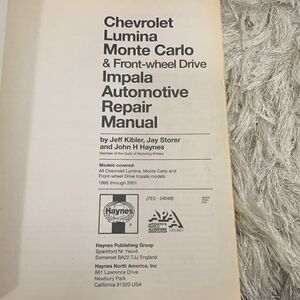 Chevrolet
Lumina
Monte Carlo
& Front-wheel Drive
Impala
Automotive
Repair
Manual
by Jeff Kibler, Jay Storer
and John H Haynes
Member of the Guild of Motoring Writers
Models covered:
All Chevrolet Lumina, Monte Carlo and
Front-wheel Drive Impala models
1995 through 2001
(7E3 - 24048)
Haynes
APA
AUTOMOTIVE
Haynes Publishing Group
Sparkford Nr Yeovil
Somerset BA22 7JJ England
Haynes North America, Inc
861 Lawrence Drive
Newbury Park
California 91320 USA